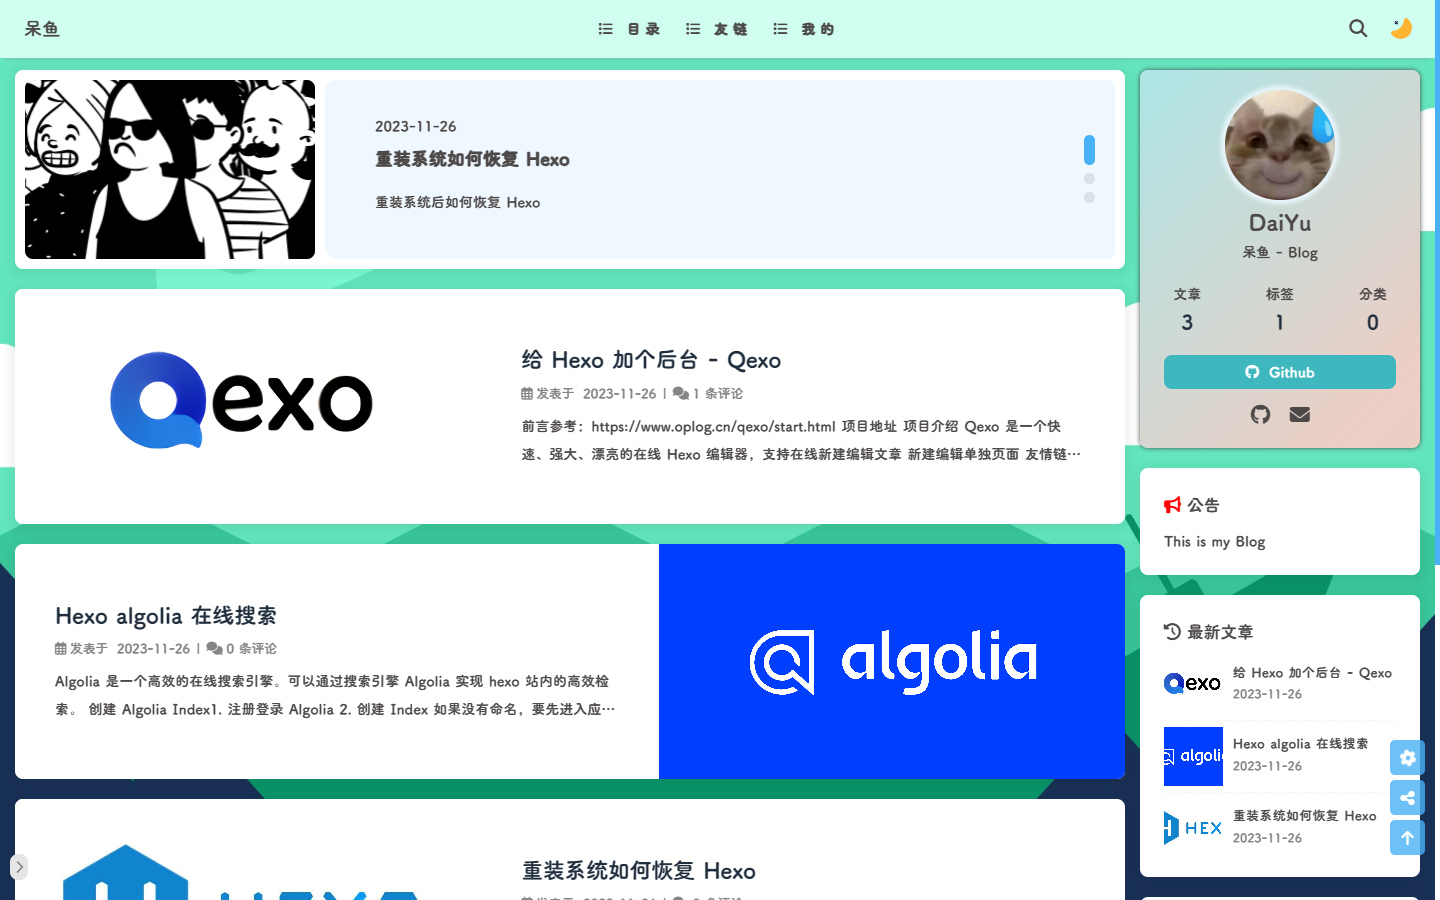 呆鱼
目录
友链
我的
2023-11-26
重装系统如何恢复 Hexo
重装系统后如何恢复 Hexo
exo
给 Hexo 加个后台 - Qexo
发表于 2023-11-26 | 1 条评论
前言参考：https://www.oplog.cn/qexo/start.html 项目地址 项目介绍 Qexo 是一个快
速、强大、漂亮的在线 Hexo 编辑器，支持在线新建编辑文章 新建编辑单独页面 友情链…
Hexo algolia 在线搜索
发表于 2023-11-26 | 0 条评论
Algolia 是一个高效的在线搜索引擎。可以通过搜索引擎 Algolia 实现 hexo 站内的高效检
索。 创建 Algolia Index1. 注册登录 Algolia 2. 创建 Index 如果没有命名，要先进入应…
algolia
重装系统如何恢复 Hexo
DaiYu
呆鱼 - Blog
文章
标签
分类
3
1
0
Github
公告
This is my Blog
最新文章
exo
给 Hexo 加个后台 - Qexo
2023-11-26
algoli
Hexo algolia 在线搜索
2023-11-26
HEX
重装系统如何恢复 Hexo
2023-11-26